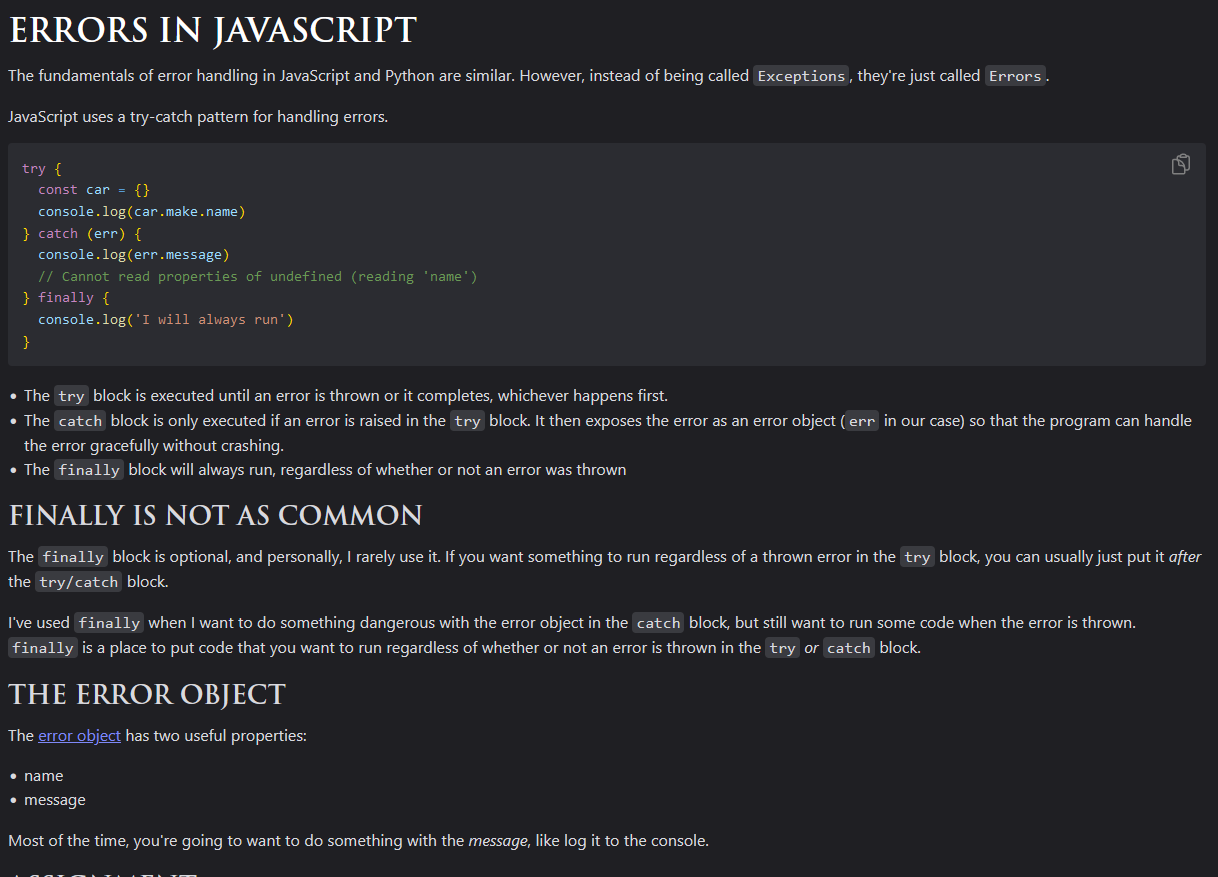 ERRORS IN JAVASCRIPT
The fundamentals of error handling in JavaScript and Python are similar. However, instead of being called Exceptions, they're just called Errors.
JavaScript uses a try-catch pattern for handling errors.
try {
  const car = {}
  console.log(car.make.name)
} catch (err) {
  console.log(err.message)
  // Cannot read properties of undefined (reading 'name')
} finally {
  console.log('I will always run')
}
• The try block is executed until an error is thrown or it completes, whichever happens first.
• The catch block is only executed if an error is raised in the try block. It then exposes the error as an error object (err in our case) so that the program can handle
the error gracefully without crashing.
• The finally block will always run, regardless of whether or not an error was thrown
FINALLY IS NOT AS COMMON
The finally block is optional, and personally, I rarely use it. If you want something to run regardless of a thrown error in the try block, you can usually just put it after
the try/catch block.
I've used finally when I want to do something dangerous with the error object in the catch block, but still want to run some code when the error is thrown.
finally is a place to put code that you want to run regardless of whether or not an error is thrown in the try or catch block.
THE ERROR OBJECT
The error object has two useful properties:
• name
• message
Most of the time, you're going to want to do something with the message, like log it to the console.
ASSIGNMENT